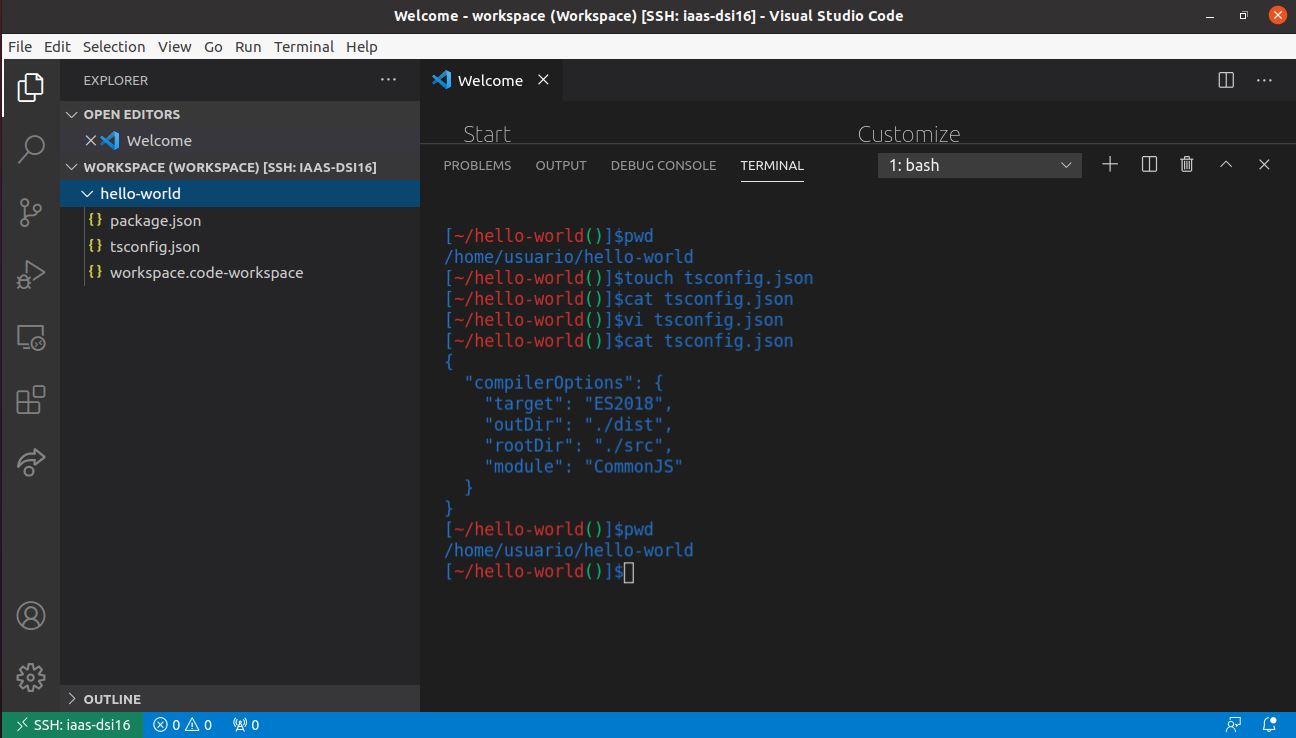 Welcome - workspace (Workspace) [SSH: iaas-dsi16] - Visual Studio Code
File Edit Selection View Go Run Terminal Help
EXPLORER
OPEN EDITORS
Welcome
WORKSPACE (WORKSPACE) [SSH: IAAS-DSI16]
hello-world
{} package.json
{} tsconfig.json
{} workspace.code-workspace
OUTLINE
Welcome
Start Customize
PROBLEMS OUTPUT DEBUG CONSOLE TERMINAL 1: bash
[~/hello-world()]$pwd
/home/usuario/hello-world
[~/hello-world()]$touch tsconfig.json
[~/hello-world()]$cat tsconfig.json
[~/hello-world()]$vi tsconfig.json
[~/hello-world()]$cat tsconfig.json
{
  "compilerOptions": {
    "target": "ES2018",
    "outDir": "./dist",
    "rootDir": "./src",
    "module": "CommonJS"
  }
}
[~/hello-world()]$pwd
/home/usuario/hello-world
[~/hello-world()]$
SSH: iaas-dsi16 0 0 0